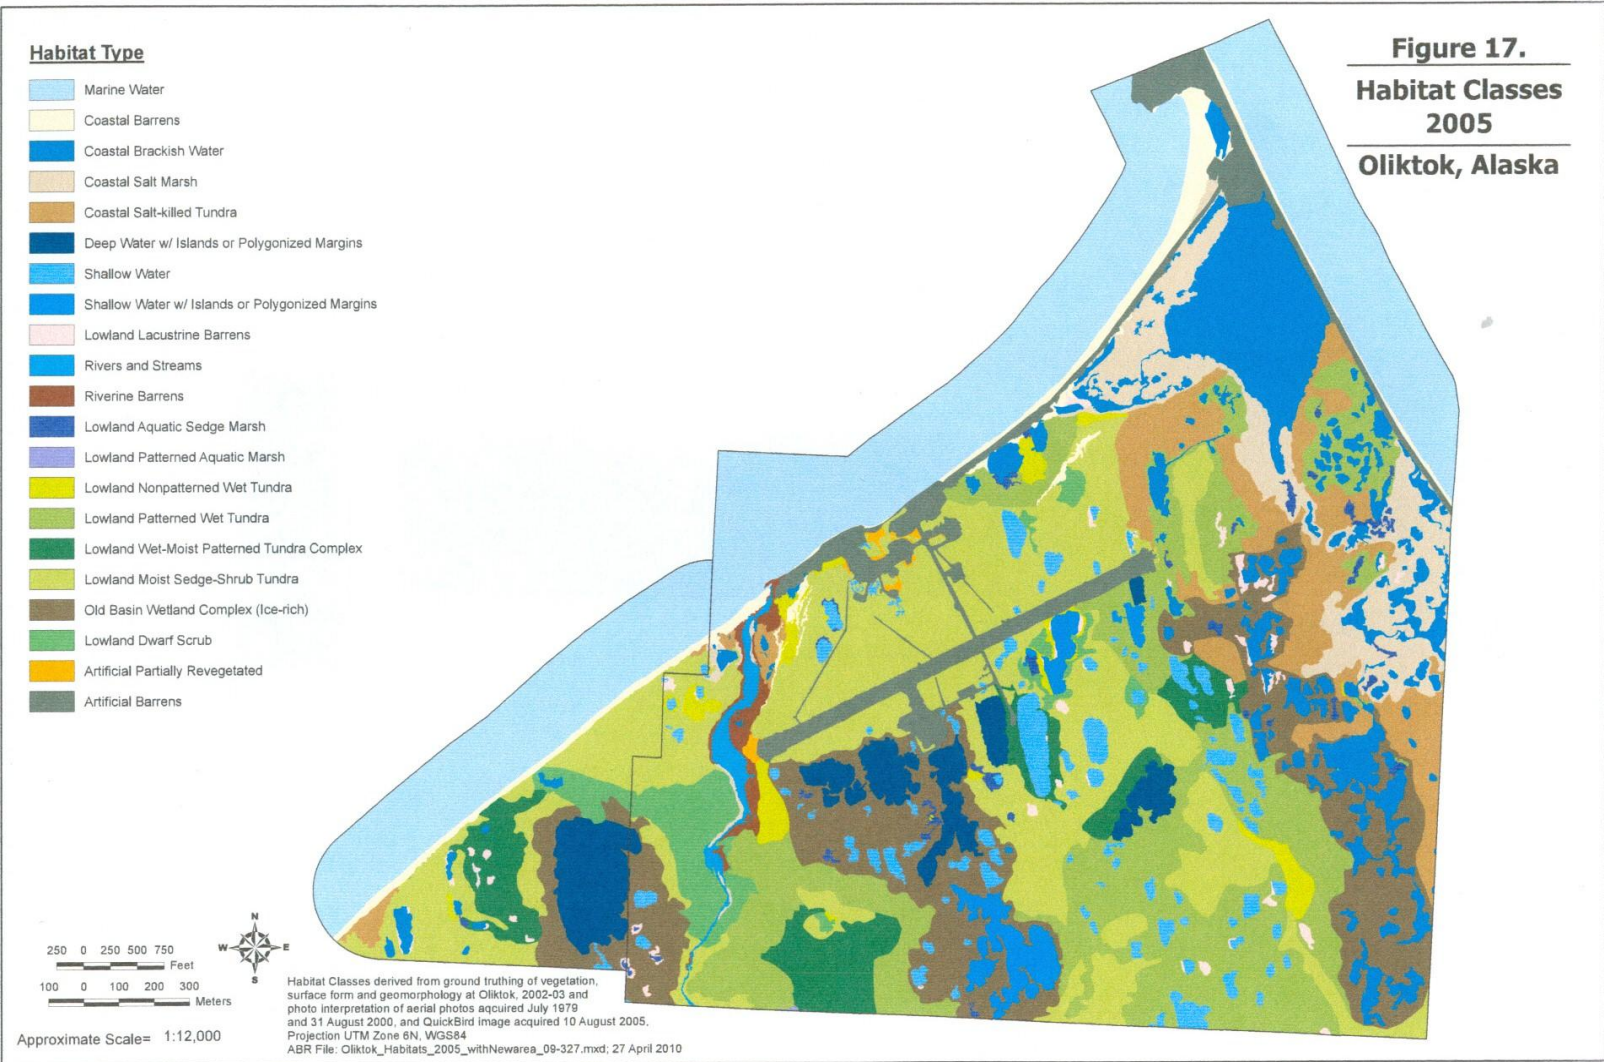 Habitat Type
Marine Water
Coastal Barrens
Coastal Brackish Water
Coastal Salt Marsh
Coastal Salt-killed Tundra
Deep Water w/ Islands or Polygonized Margins
Shallow Water
Shallow Water w/ Islands or Polygonized Margins
Lowland Lacustrine Barrens
Rivers and Streams
Riverine Barrens
Lowland Aquatic Sedge Marsh
Lowland Patterned Aquatic Marsh
Lowland Nonpatterned Wet Tundra
Lowland Patterned Wet Tundra
Lowland Wet-Moist Patterned Tundra Complex
Lowland Moist Sedge-Shrub Tundra
Old Basin Wetland Complex (Ice-rich)
Lowland Dwarf Scrub
Artificial Partially Revegetated
Artificial Barrens
Figure 17.
Habitat Classes
2005
Oliktok, Alaska
N
W E
S
250 0 250 500 750
Feet
100 0 100 200 300
Meters
Approximate Scale= 1:12,000
Habitat Classes derived from ground truthing of vegetation,
surface form and geomorphology at Oliktok, 2002-03 and
photo interpretation of aerial photos aqcuired July 1979
and 31 August 2000, and QuickBird image acquired 10 August 2005.
Projection UTM Zone 6N, WGS84
ABR File: Oliktok_Habitats_2005_withNewarea_09-327.mxd; 27 April 2010